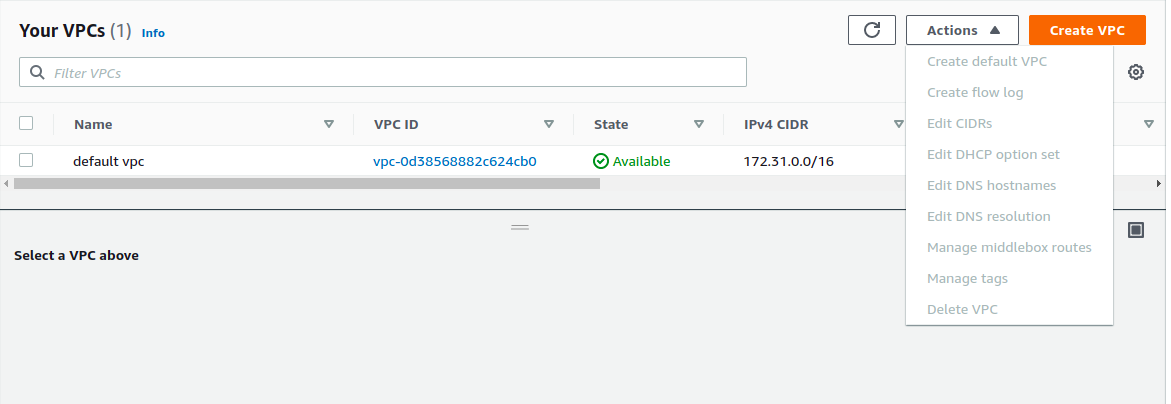 Your VPCs (1) Info
Actions
Create VPC
Filter VPCs
Create default VPC
Create flow log
Edit CIDRs
Edit DHCP option set
Edit DNS hostnames
Edit DNS resolution
Manage middlebox routes
Manage tags
Delete VPC
Name VPC ID State IPv4 CIDR
default vpc vpc-0d38568882c624cb0 Available 172.31.0.0/16
Select a VPC above